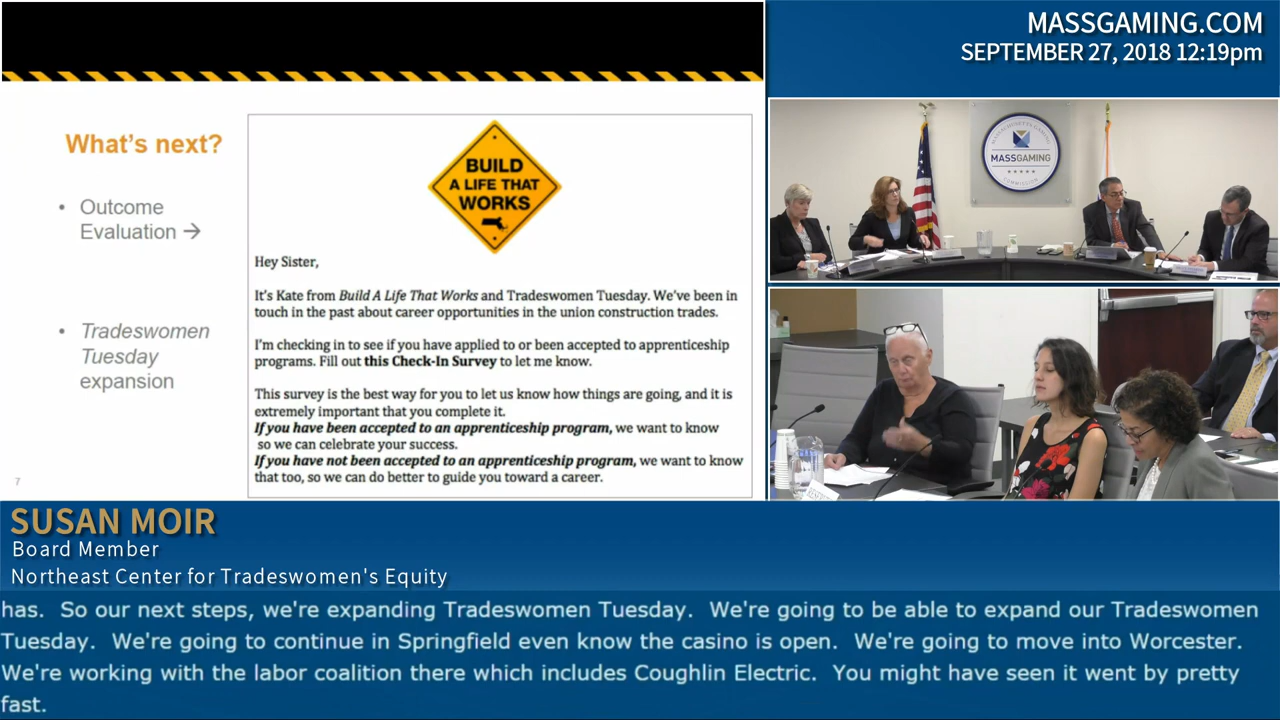 MASSGAMING.COM
SEPTEMBER 27, 2018 12:19pm
What's next?
• Outcome
Evaluation →
• Tradeswomen
Tuesday
expansion
7
BUILD
A LIFE THAT
WORKS
Hey Sister,
It's Kate from Build A Life That Works and Tradeswomen Tuesday. We've been in
touch in the past about career opportunities in the union construction trades.
I'm checking in to see if you have applied to or been accepted to apprenticeship
programs. Fill out this Check-In Survey to let me know.
This survey is the best way for you to let us know how things are going, and it is
extremely important that you complete it.
If you have been accepted to an apprenticeship program, we want to know
so we can celebrate your success.
If you have not been accepted to an apprenticeship program, we want to know
that too, so we can do better to guide you toward a career.
MASSGAMING
SUSAN MOIR
Board Member
Northeast Center for Tradeswomen's Equity
has. So our next steps, we're expanding Tradeswomen Tuesday. We're going to be able to expand our Tradeswomen
Tuesday. We're going to continue in Springfield even know the casino is open. We're going to move into Worcester.
We're working with the labor coalition there which includes Coughlin Electric. You might have seen it went by pretty
fast.